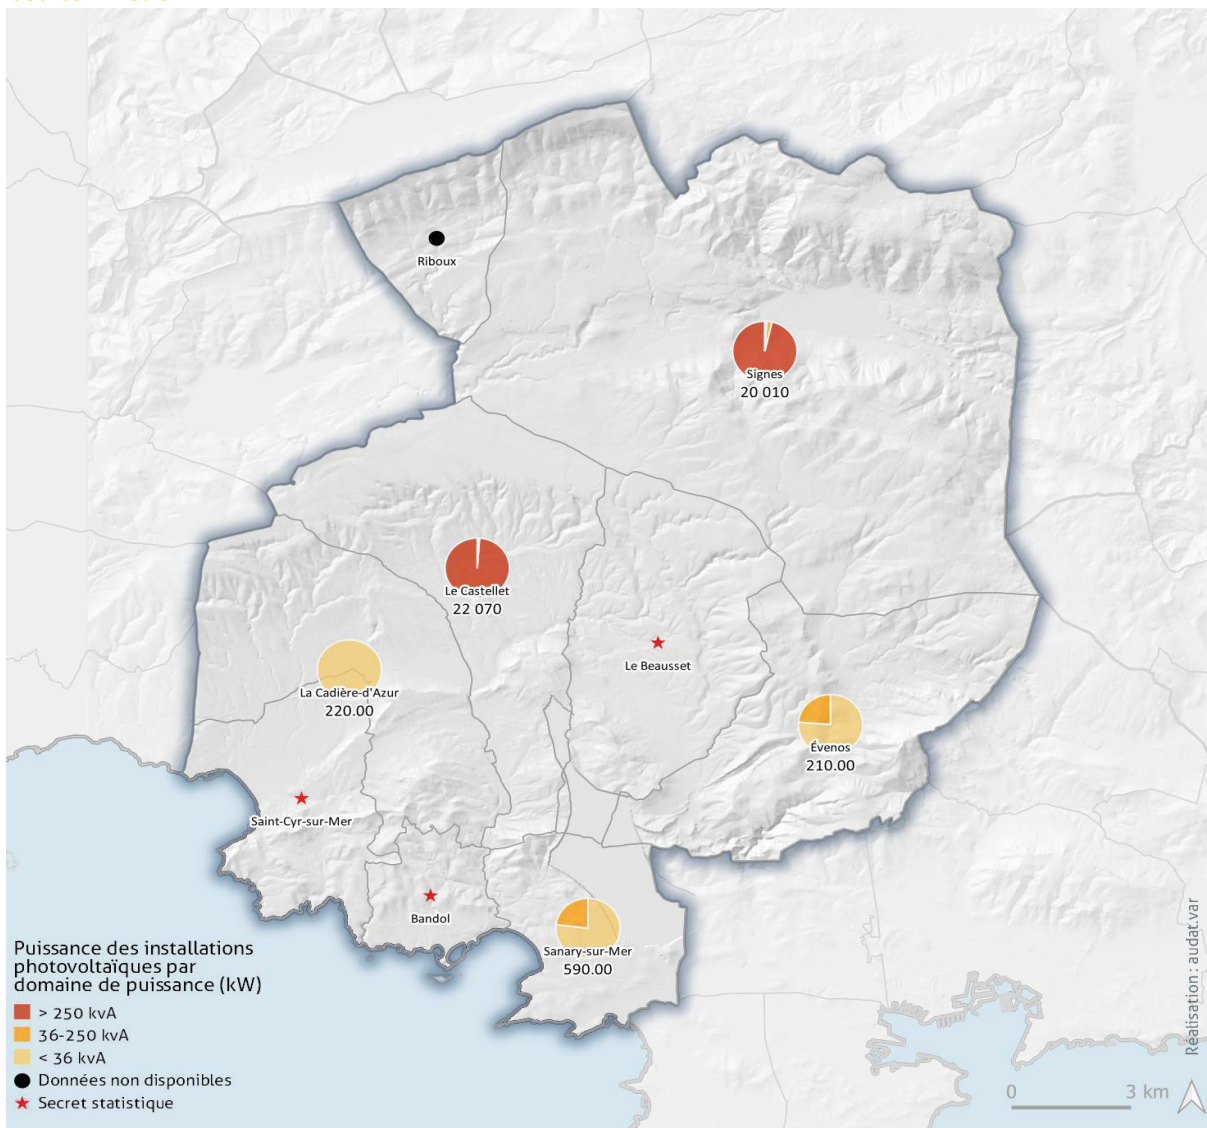 Riboux
Signes
20 010
Le Castellet
22 070
Le Beausset
La Cadière-d'Azur
220.00
Évenos
210.00
Saint-Cyr-sur-Mer
Bandol
Sanary-sur-Mer
590.00
Puissance des installations
photovoltaïques par
domaine de puissance (kW)
> 250 kvA
36-250 kvA
< 36 kvA
Données non disponibles
Secret statistique
0 3 km
Réalisation : audat.var